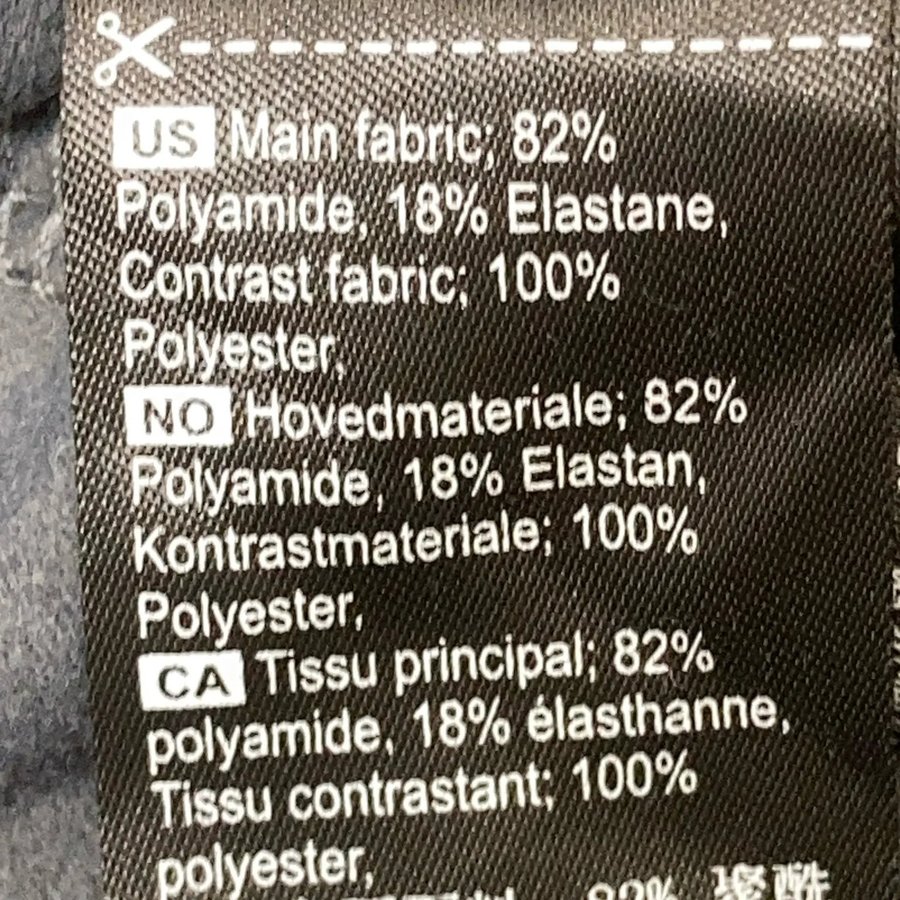 US Main fabric; 82%
Polyamide, 18% Elastane,
Contrast fabric; 100%
Polyester,
NO Hovedmateriale; 82%
Polyamide, 18% Elastan,
Kontrastmateriale; 100%
Polyester,
CA Tissu principal; 82%
polyamide, 18% élasthanne,
Tissu contrastant; 100%
polyester,
82%